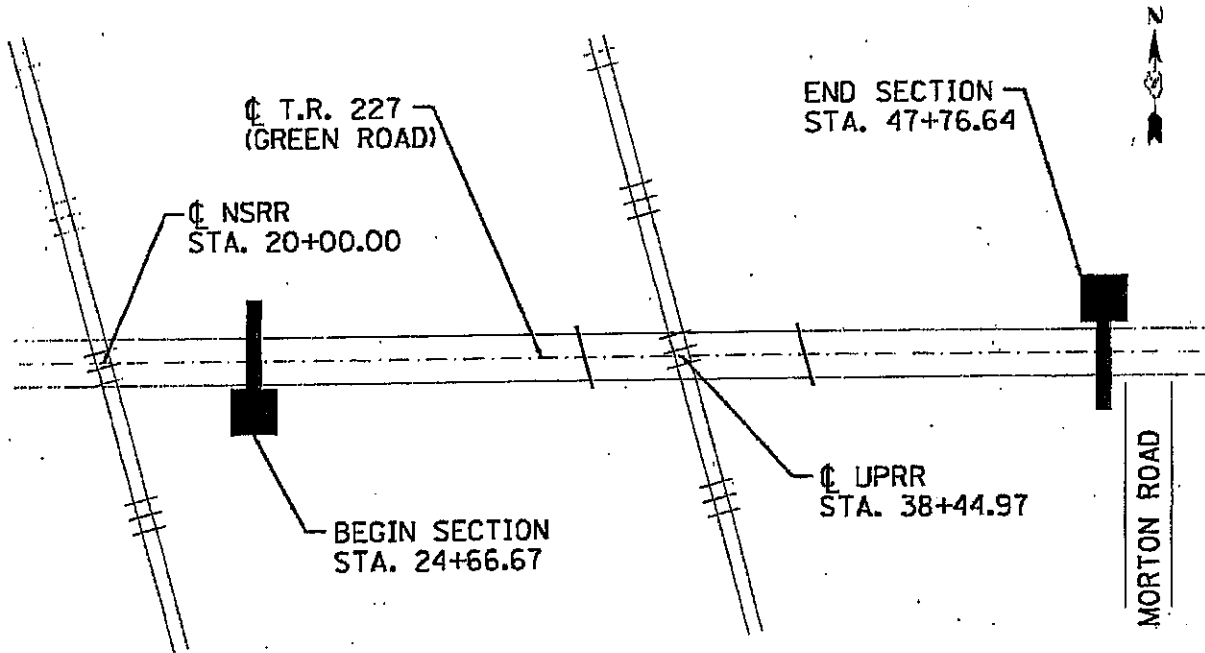 N
℄ T.R. 227
(GREEN ROAD)
END SECTION
STA. 47+76.64
℄ NSRR
STA. 20+00.00
℄ UPRR
STA. 38+44.97
BEGIN SECTION
STA. 24+66.67
MORTON ROAD